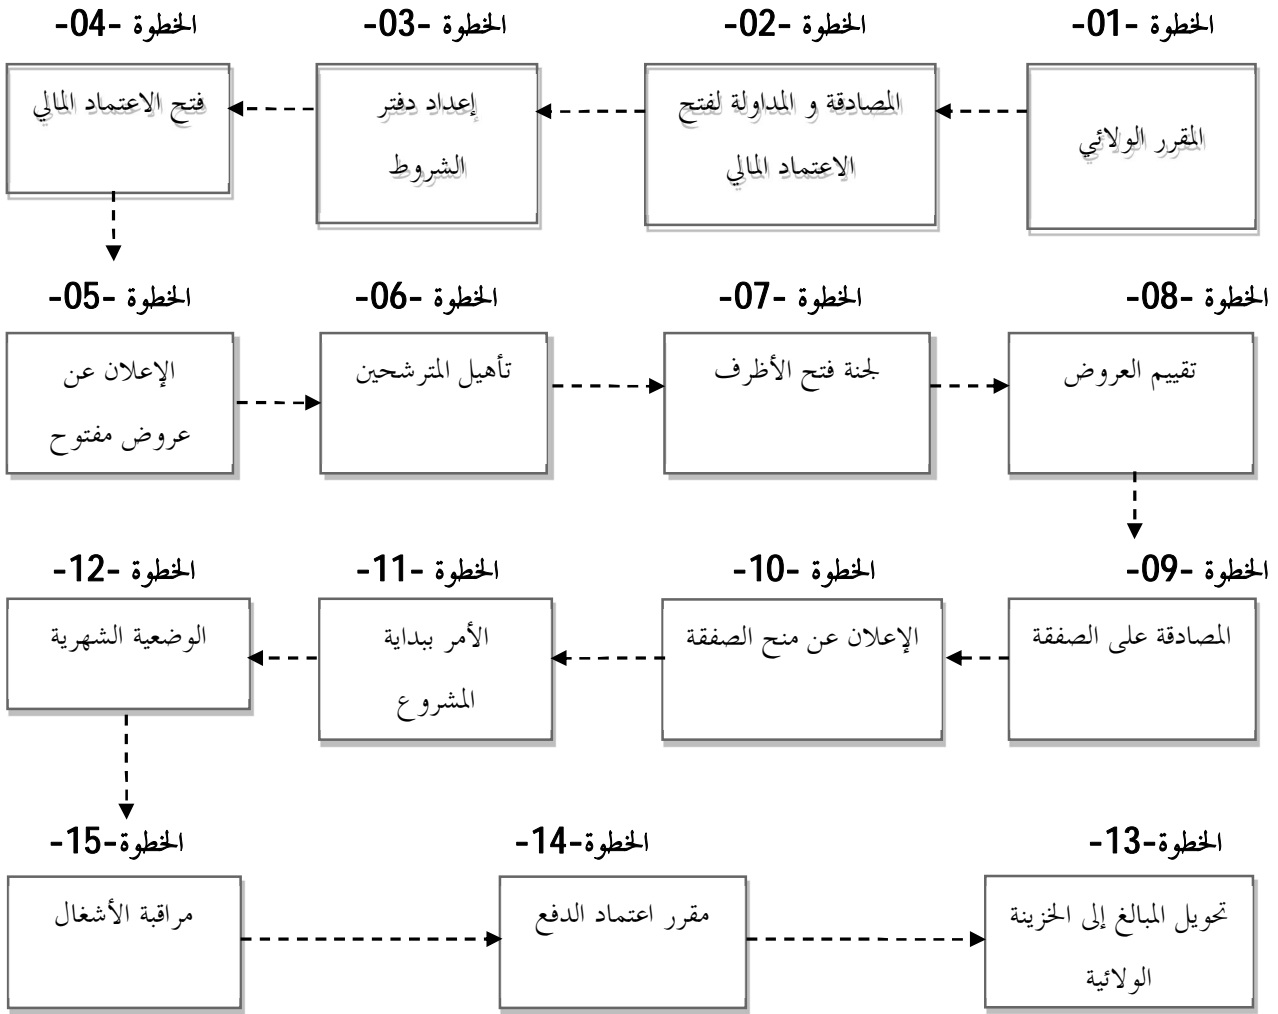 الخطوة -01-
الخطوة -02-
الخطوة -03-
الخطوة -04-
المقرر الولائي
المصادقة و المداولة لفتح
الاعتماد المالي
إعداد دفتر
الشروط
فتح الاعتماد المالي
الخطوة -05-
الخطوة -06-
الخطوة -07-
الخطوة -08-
الإعلان عن
عروض مفتوح
تأهيل المترشحين
لجنة فتح الأظرف
تقييم العروض
الخطوة -09-
الخطوة -10-
الخطوة -11-
الخطوة -12-
المصادقة على الصفقة
الإعلان عن منح الصفقة
الأمر ببداية
المشروع
الوضعية الشهرية
الخطوة-13-
الخطوة-14-
الخطوة-15-
تحويل المبالغ إلى الخزينة
الولائية
مقرر اعتماد الدفع
مراقبة الأشغال